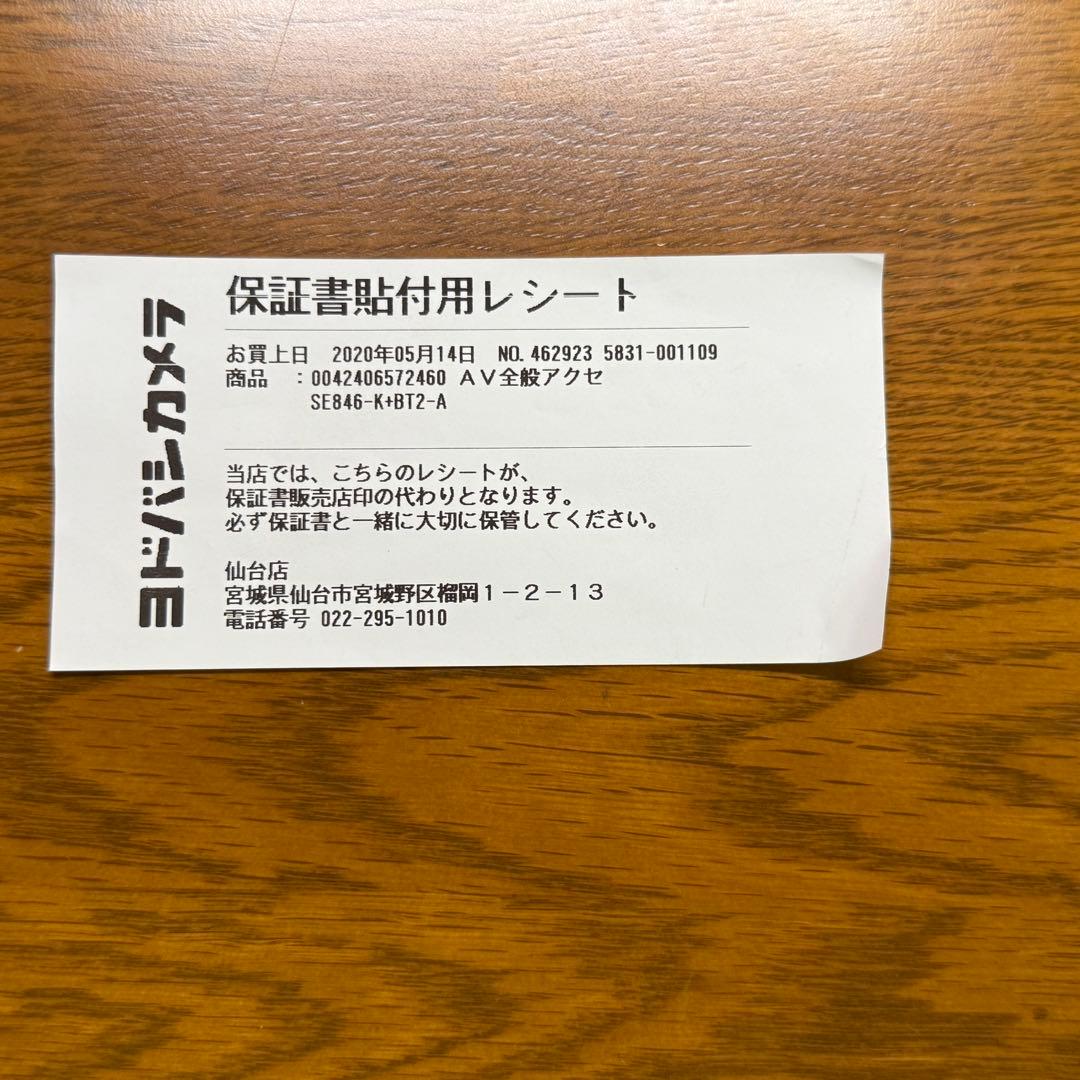 ヨドバシカメラ
保証書貼付用レシート
お買上日 2020年05月14日 NO.462923 5831-001109
商品 :0042406572460 AV全般アクセ
SE846-K+BT2-A
当店では、こちらのレシートが、
保証書販売店印の代わりとなります。
必ず保証書と一緒に大切に保管してください。
仙台店
宮城県仙台市宮城野区榴岡1-2-13
電話番号 022-295-1010